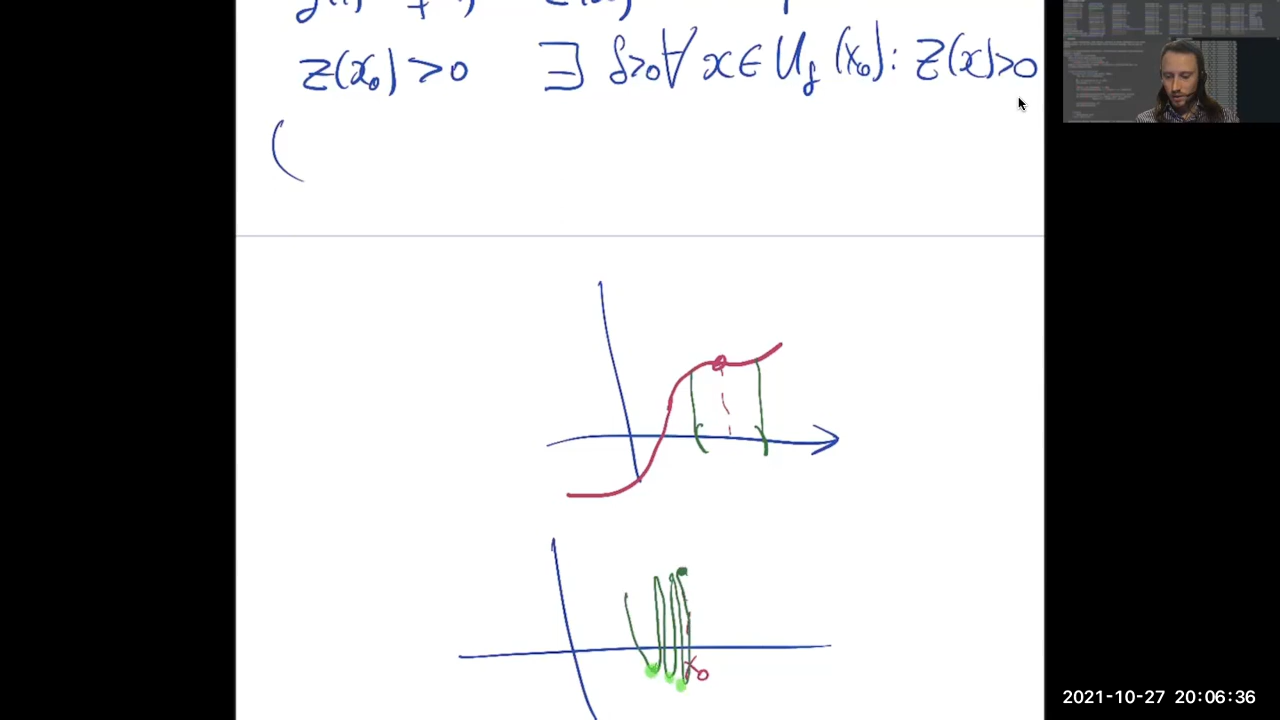 z(x₀) > 0 ∃ δ>0 ∀ x ∈ U_δ (x₀): z(x)>0
(
x₀
2021-10-27 20:06:36